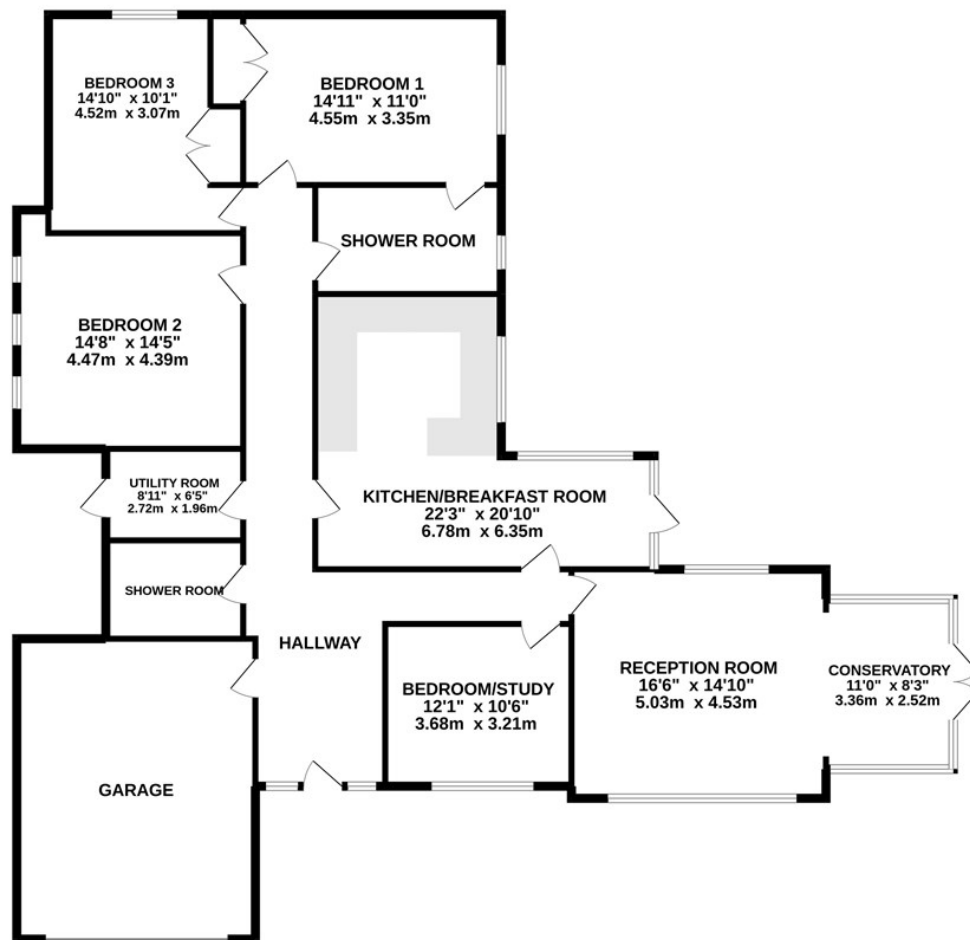 BEDROOM 3
14'10" x 10'1"
4.52m x 3.07m
BEDROOM 1
14'11" x 11'0"
4.55m x 3.35m
SHOWER ROOM
BEDROOM 2
14'8" x 14'5"
4.47m x 4.39m
UTILITY ROOM
8'11" x 6'5"
2.72m x 1.96m
KITCHEN/BREAKFAST ROOM
22'3" x 20'10"
6.78m x 6.35m
SHOWER ROOM
HALLWAY
BEDROOM/STUDY
12'1" x 10'6"
3.68m x 3.21m
RECEPTION ROOM
16'6" x 14'10"
5.03m x 4.53m
CONSERVATORY
11'0" x 8'3"
3.36m x 2.52m
GARAGE